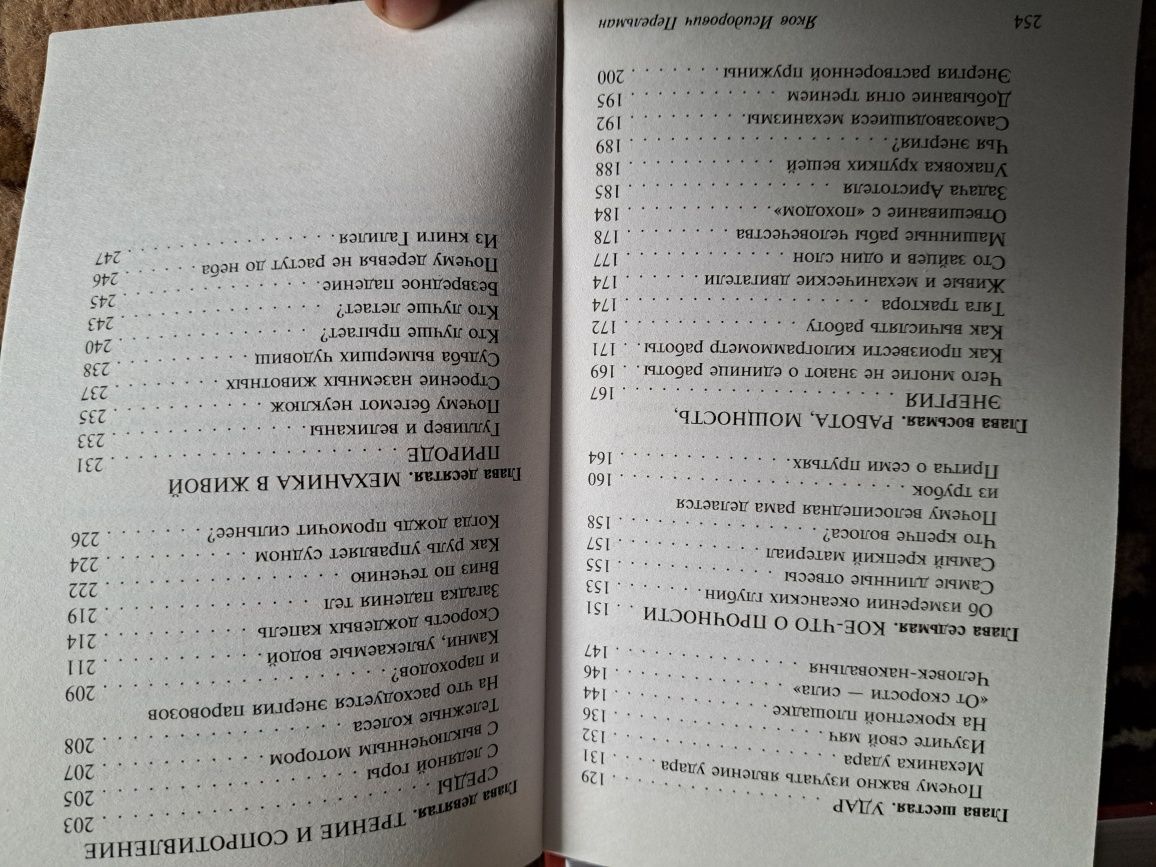 Глава шестая. УДАР . . . . . . . . . . . . . . . . . 129
Почему важно изучать явление удара . . . . 131
Механика удара . . . . . . . . . . . . . . . . . 132
Изучите свой мяч . . . . . . . . . . . . . . . . 136
На крокетной площадке . . . . . . . . . . . . . 144
«От скорости — сила» . . . . . . . . . . . . . . 146
Человек-наковальня . . . . . . . . . . . . . . . 147
Глава седьмая. КОЕ-ЧТО О ПРОЧНОСТИ . . 151
Об измерении океанских глубин . . . . . . . . 153
Самые длинные отвесы . . . . . . . . . . . . . 155
Самый крепкий материал . . . . . . . . . . . . 157
Что крепче волоса? . . . . . . . . . . . . . . . 158
Почему велосипедная рама делается
из трубок . . . . . . . . . . . . . . . . . . . . . 160
Притча о семи прутьях . . . . . . . . . . . . . . 164
Глава восьмая. РАБОТА, МОЩНОСТЬ,
ЭНЕРГИЯ . . . . . . . . . . . . . . . . . . . . . 167
Чего многие не знают о единице работы . . 169
Как произвести килограммометр работы . . 171
Как вычислять работу . . . . . . . . . . . . . . 172
Тяга трактора . . . . . . . . . . . . . . . . . . . 174
Живые и механические двигатели . . . . . . . 174
Сто зайцев и один слон . . . . . . . . . . . . . 177
Машинные рабы человечества . . . . . . . . . 178
Отвешивание с «походом» . . . . . . . . . . . 184
Задача Аристотеля . . . . . . . . . . . . . . . . 185
Упаковка хрупких вещей . . . . . . . . . . . . . 188
Чья энергия? . . . . . . . . . . . . . . . . . . . 189
Самозаводящиеся механизмы . . . . . . . . . . 192
Добывание огня трением . . . . . . . . . . . . 195
Энергия растворенной пружины . . . . . . . . 200
254 Яков Исидорович Перельман
Глава девятая. ТРЕНИЕ И СОПРОТИВЛЕНИЕ
СРЕДЫ . . . . . . . . . . . . . . . . . . . . . . . 203
С ледяной горы . . . . . . . . . . . . . . . . . . 205
С выключенным мотором . . . . . . . . . . . . 207
Тележные колеса . . . . . . . . . . . . . . . . . 208
На что расходуется энергия паровозов
и пароходов? . . . . . . . . . . . . . . . . . . . 209
Камни, увлекаемые водой . . . . . . . . . . . . 211
Скорость дождевых капель . . . . . . . . . . . 214
Загадка падения тел . . . . . . . . . . . . . . . 219
Вниз по течению . . . . . . . . . . . . . . . . . 222
Как руль управляет судном . . . . . . . . . . . 224
Когда дождь промочит сильнее? . . . . . . . . 226
Глава десятая. МЕХАНИКА В ЖИВОЙ
ПРИРОДЕ . . . . . . . . . . . . . . . . . . . . . 231
Гулливер и великаны . . . . . . . . . . . . . . . 233
Почему бегемот неуклюж . . . . . . . . . . . . 235
Строение наземных животных . . . . . . . . . 237
Судьба вымерших чудовищ . . . . . . . . . . . 238
Кто лучше прыгает? . . . . . . . . . . . . . . . 240
Кто лучше летает? . . . . . . . . . . . . . . . . 243
Безвредное падение . . . . . . . . . . . . . . . 245
Почему деревья не растут до неба . . . . . . 246
Из книги Галилея . . . . . . . . . . . . . . . . . 247